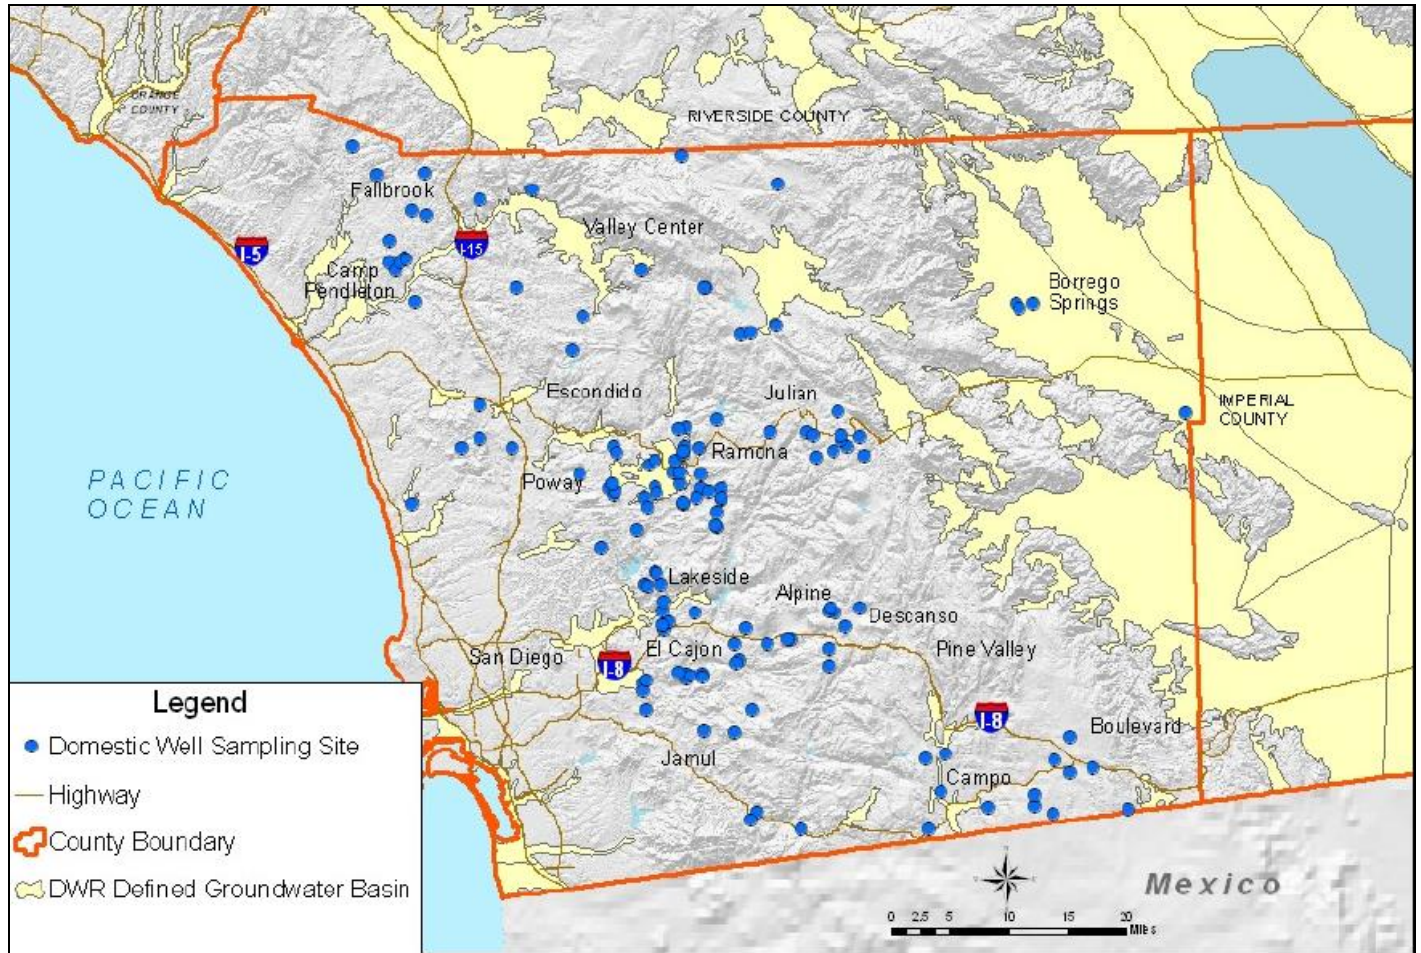 ORANGE
COUNTY
RIVERSIDE COUNTY
Fallbrook
Valley Center
I-5
I-15
Camp
Pendleton
Borrego
Springs
Escondido
Julian
IMPERIAL
COUNTY
Ramona
Poway
PACIFIC
OCEAN
Lakeside
Alpine
Descanso
San Diego
I-8
El Cajon
Pine Valley
I-8
Boulevard
Jamul
Campo
Legend
Domestic Well Sampling Site
Highway
County Boundary
DWR Defined Groundwater Basin
Mexico
0 2.5 5 10 15 20
Miles